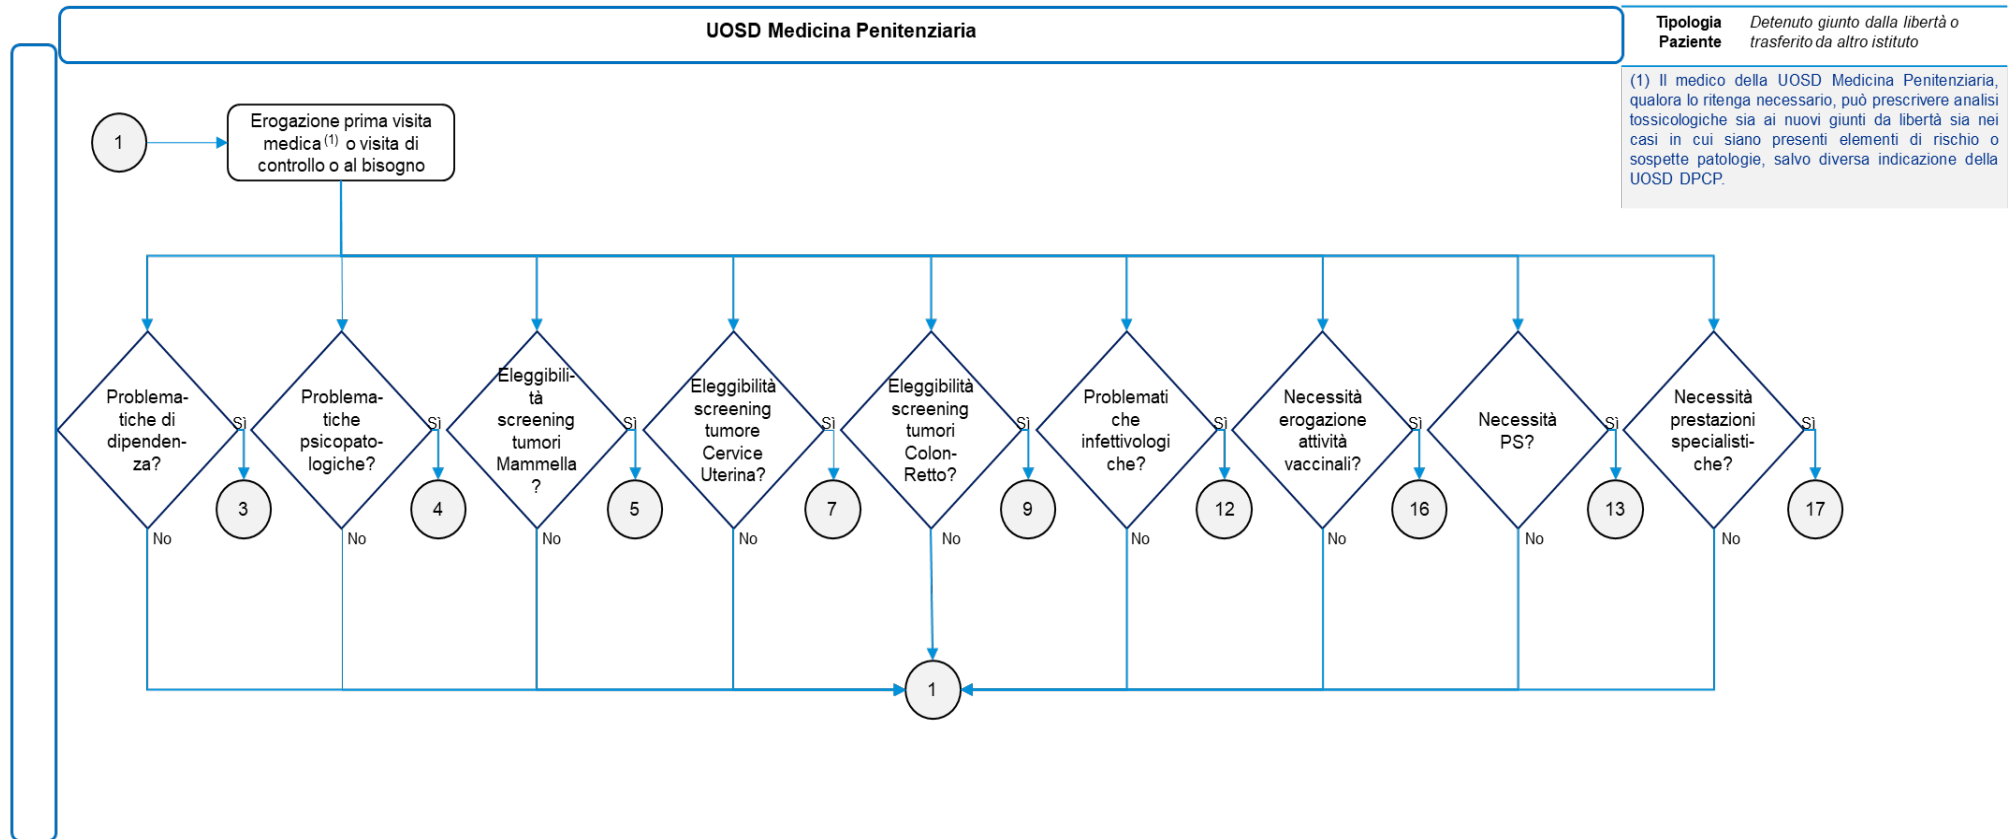 UOSD Medicina Penitenziaria
Tipologia
Paziente
Detenuto giunto dalla libertà o
trasferito da altro istituto
(1) Il medico della UOSD Medicina Penitenziaria,
qualora lo ritenga necessario, può prescrivere analisi
tossicologiche sia ai nuovi giunti da libertà sia nei
casi in cui siano presenti elementi di rischio o
sospette patologie, salvo diversa indicazione della
UOSD DPCP.
1
Erogazione prima visita
medica (1) o visita di
controllo o al bisogno
Problema-
tiche di
dipenden-
za?
Sì
3
No
Problema-
tiche
psicopato-
logiche?
Sì
4
No
Eleggibili-
tà
screening
tumori
Mammella
?
Sì
5
No
Eleggibilità
screening
tumore
Cervice
Uterina?
Sì
7
No
Eleggibilità
screening
tumori
Colon-
Retto?
Sì
9
No
Problemati
che
infettivologi
che?
Sì
12
No
Necessità
erogazione
attività
vaccinali?
Sì
16
No
Necessità
PS?
Sì
13
No
Necessità
prestazioni
specialisti-
che?
Sì
17
No
1